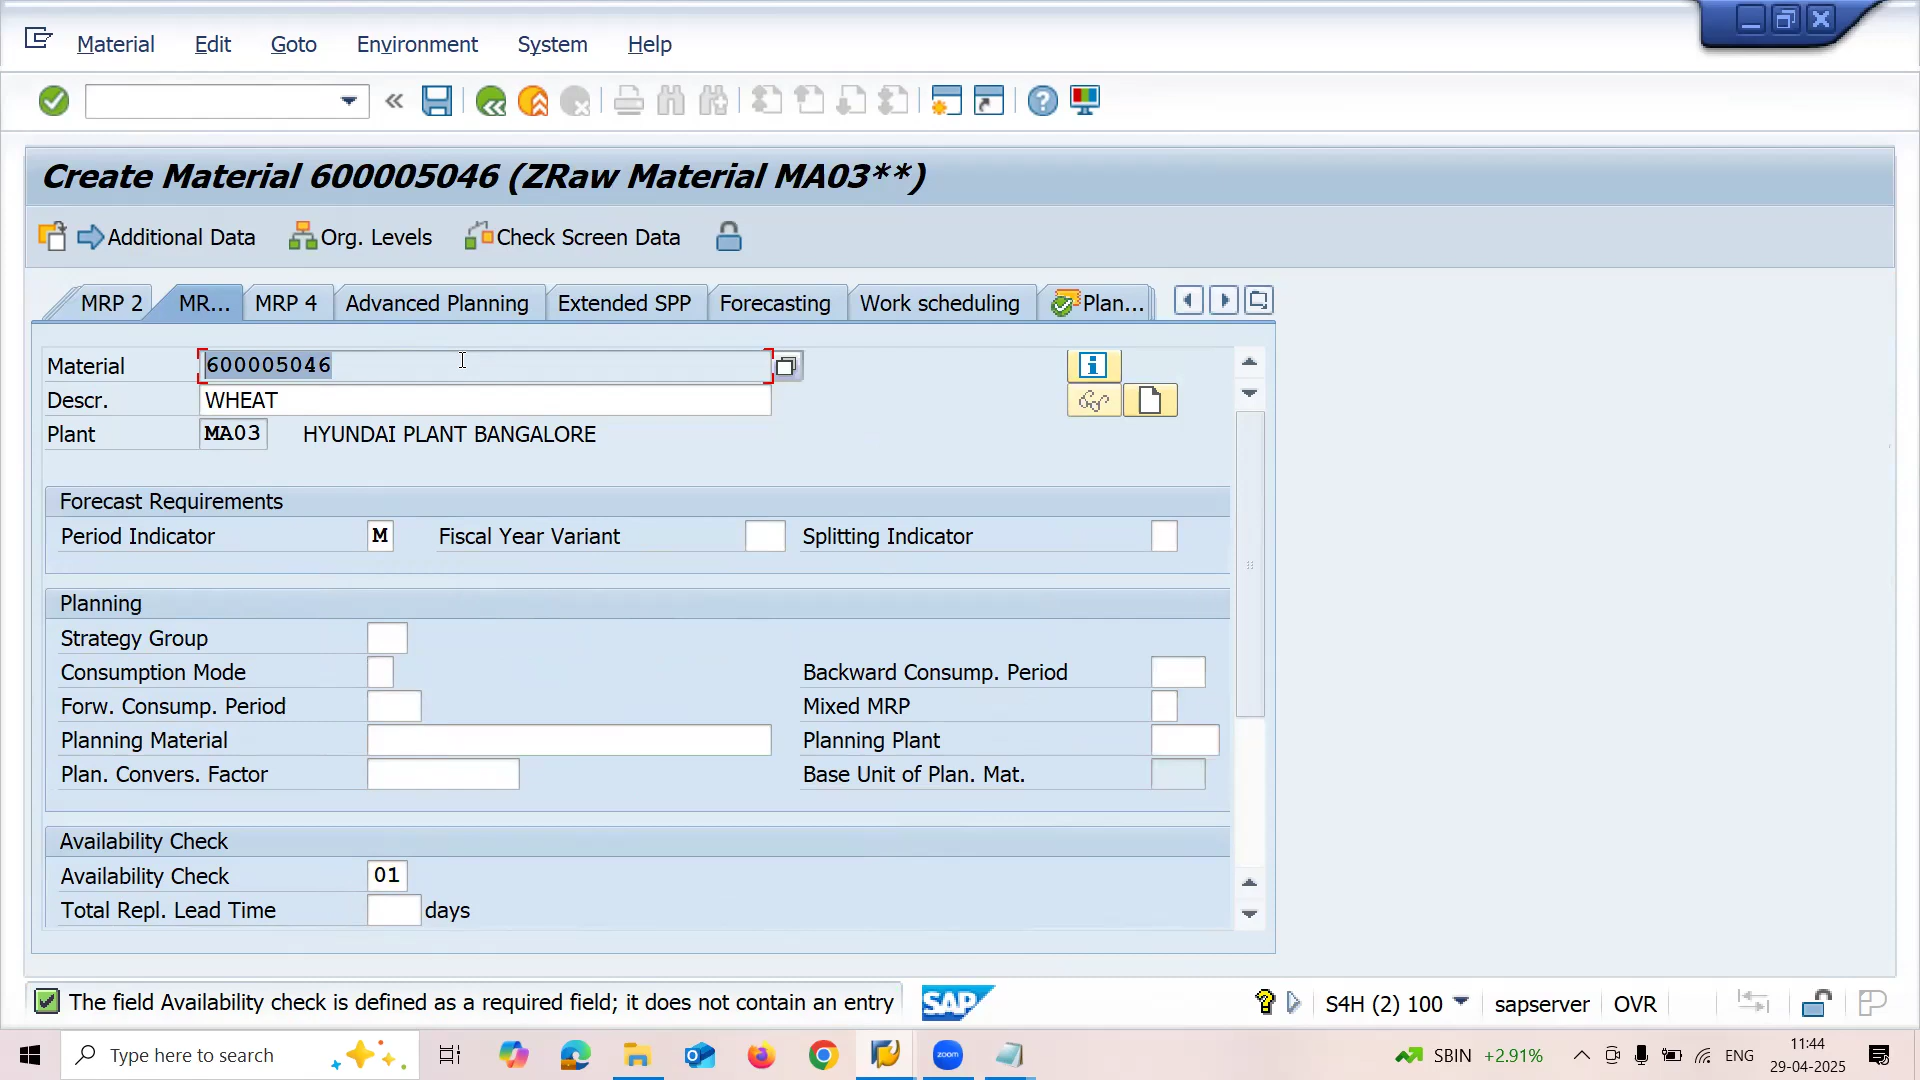 Material Edit Goto Environment System Help
Create Material 600005046 (ZRaw Material MA03**)
Additional Data Org. Levels Check Screen Data
MRP 2 MR... MRP 4 Advanced Planning Extended SPP Forecasting Work scheduling Plan...
Material 600005046
Descr. WHEAT
Plant MA03 HYUNDAI PLANT BANGALORE
Forecast Requirements
Period Indicator M Fiscal Year Variant Splitting Indicator
Planning
Strategy Group
Consumption Mode Backward Consump. Period
Forw. Consump. Period Mixed MRP
Planning Material Planning Plant
Plan. Convers. Factor Base Unit of Plan. Mat.
Availability Check
Availability Check 01
Total Repl. Lead Time days
The field Availability check is defined as a required field; it does not contain an entry SAP S4H (2) 100 sapserver OVR
Type here to search zoom SBIN +2.91% ENG 11:44
29-04-2025